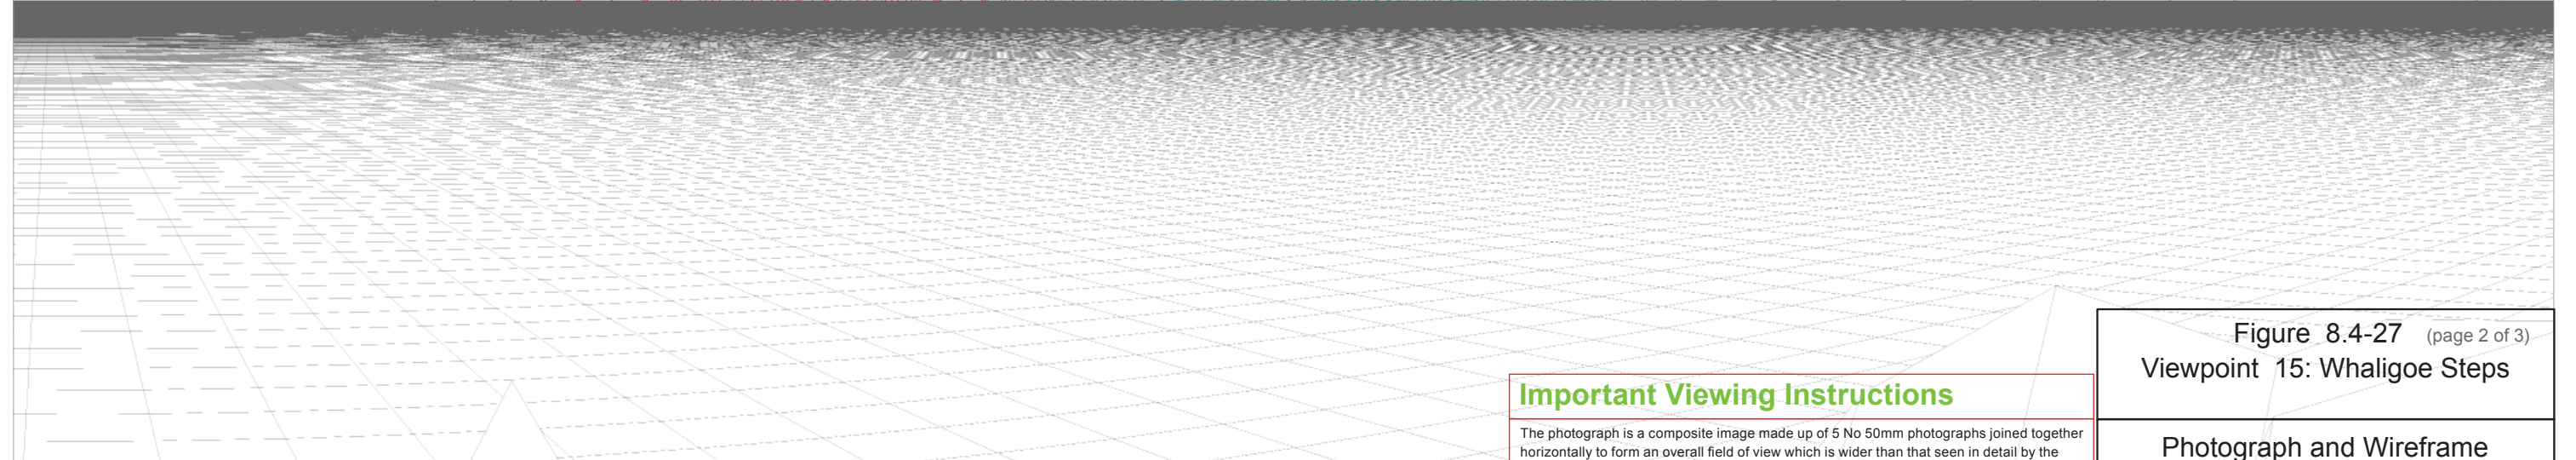 Figure 8.4-27 (page 2 of 3)
Viewpoint 15: Whaligoe Steps
Important Viewing Instructions
The photograph is a composite image made up of 5 No 50mm photographs joined together
horizontally to form an overall field of view which is wider than that seen in detail by the
Photograph and Wireframe